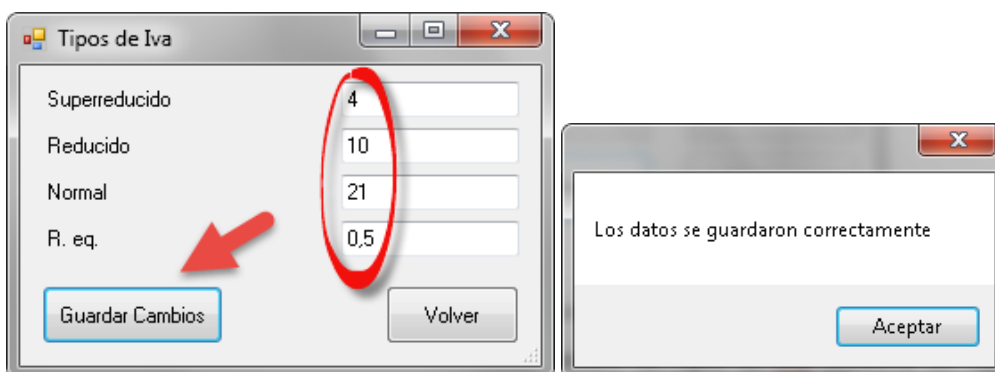 Tipos de Iva
Superreducido 4
Reducido 10
Normal 21
R. eq. 0,5
Guardar Cambios Volver
Los datos se guardaron correctamente
Aceptar